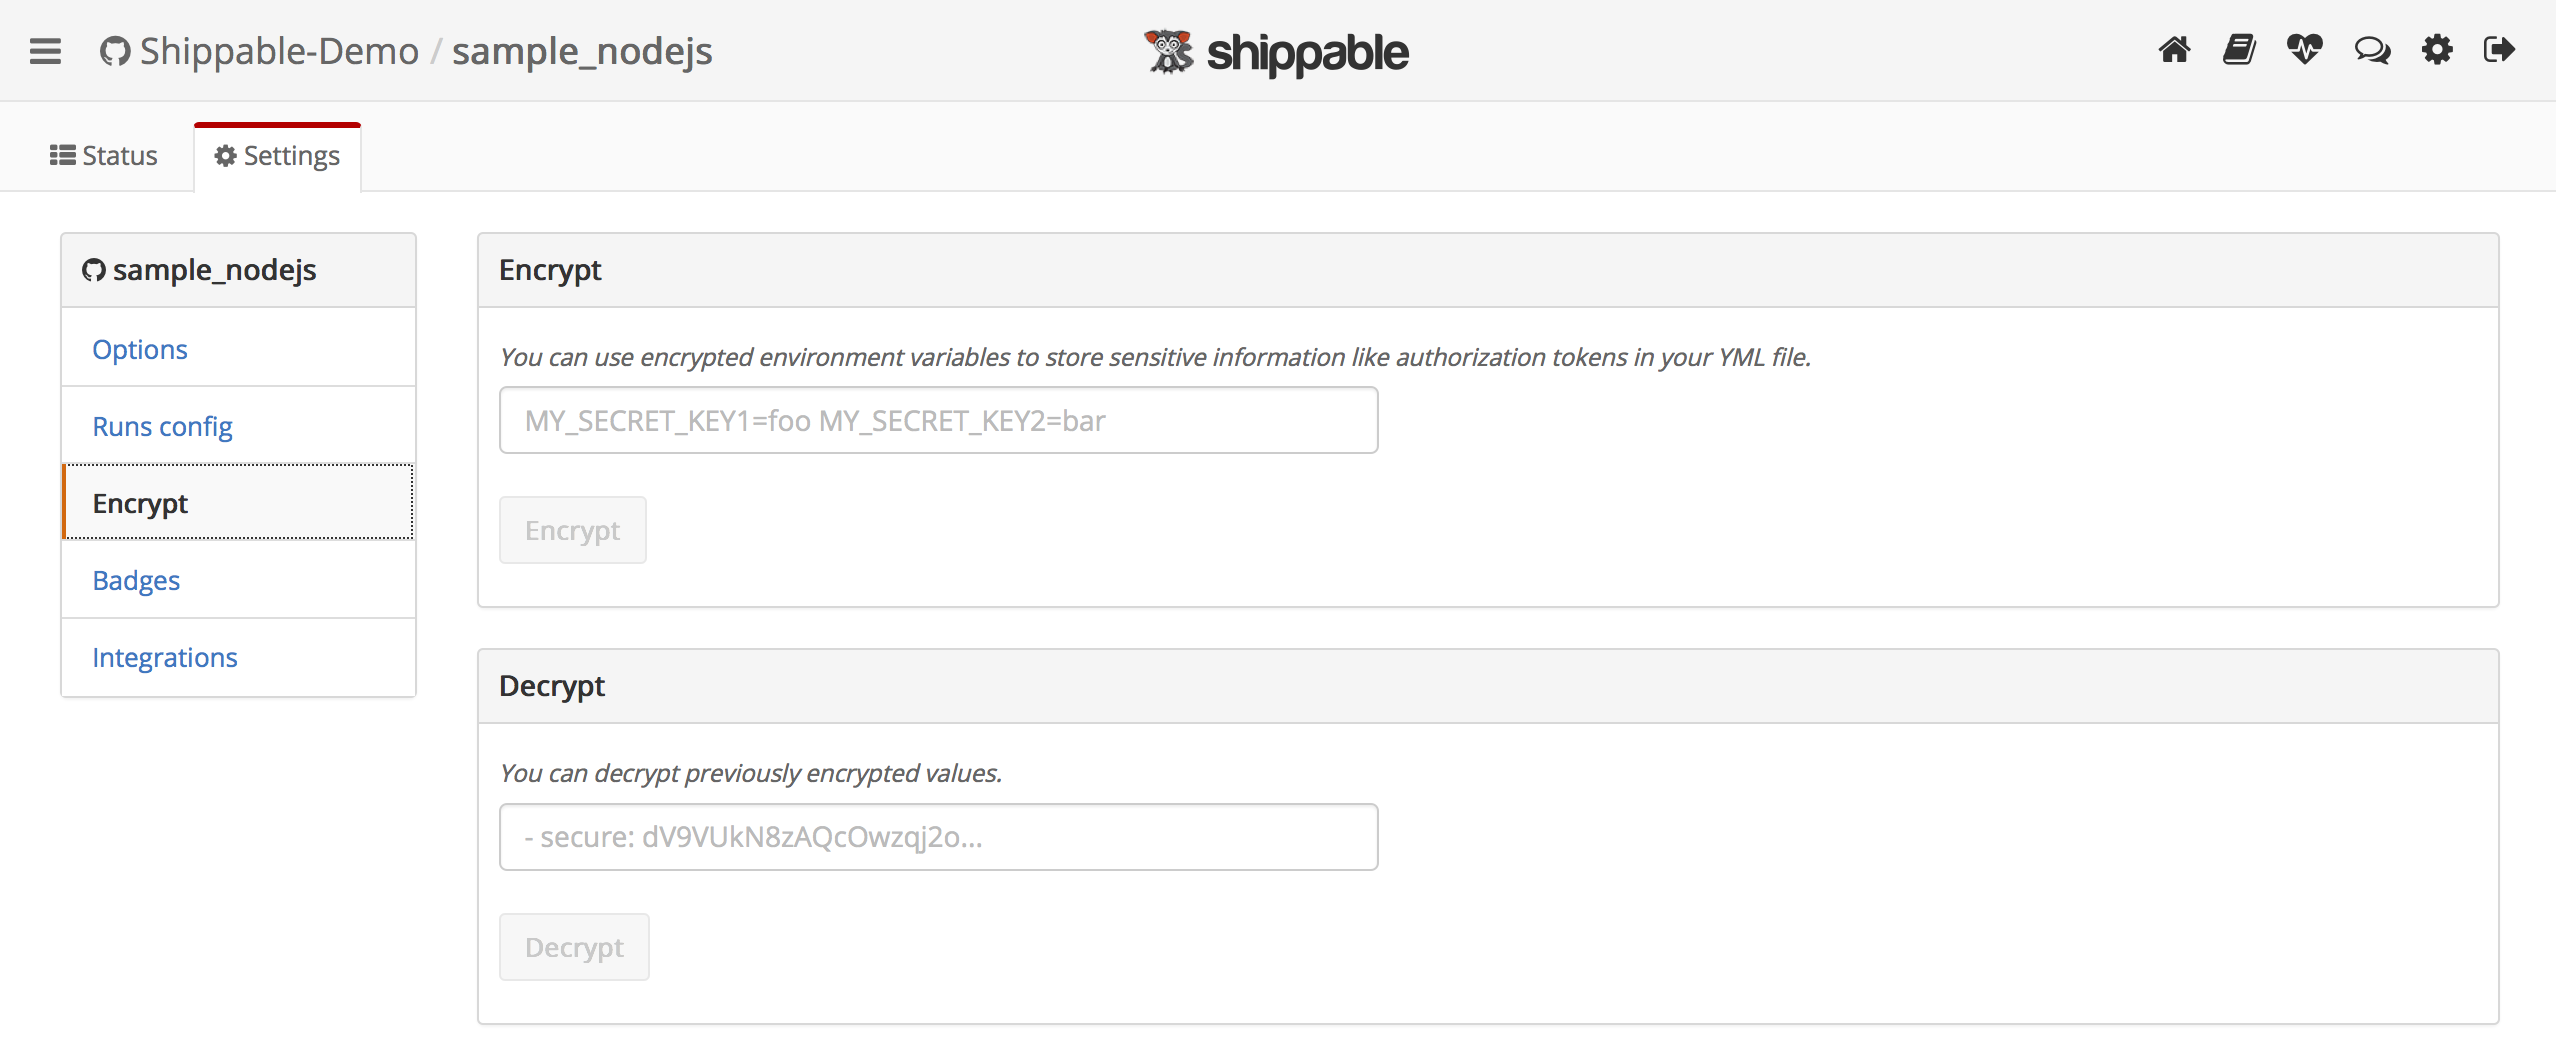 Shippable-Demo / sample_nodejs
shippable
Status
Settings
sample_nodejs
Options
Runs config
Encrypt
Badges
Integrations
Encrypt
You can use encrypted environment variables to store sensitive information like authorization tokens in your YML file.
MY_SECRET_KEY1=foo MY_SECRET_KEY2=bar
Encrypt
Decrypt
You can decrypt previously encrypted values.
- secure: dV9VUkN8zAQcOwzqj2o...
Decrypt